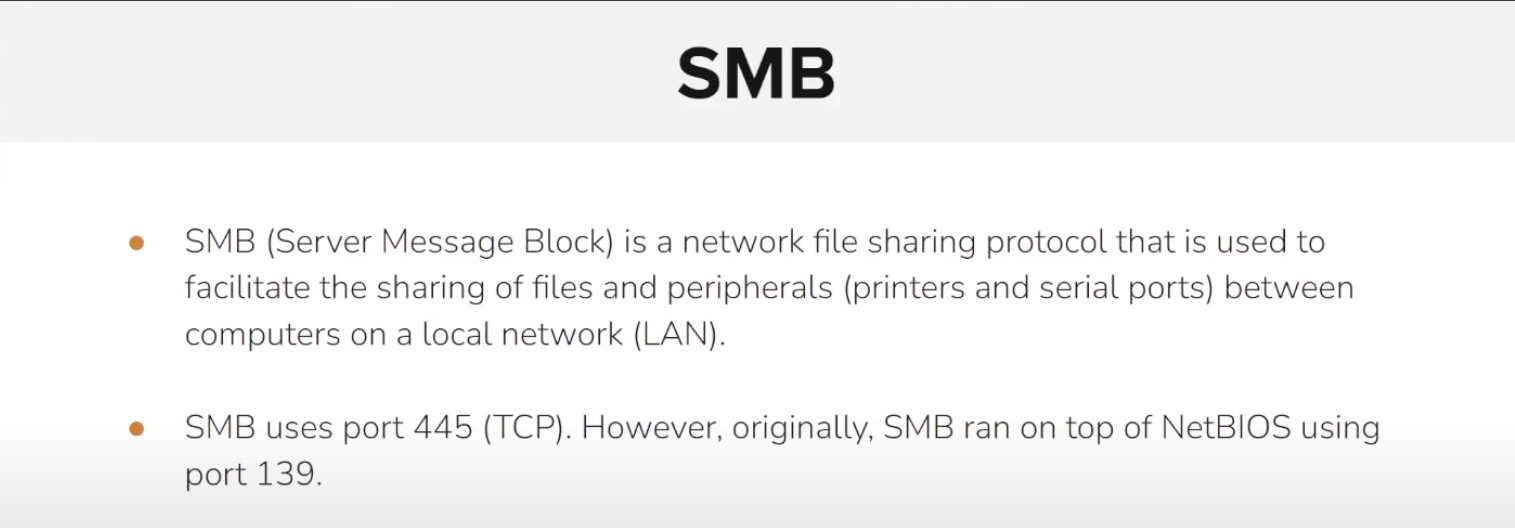 SMB
SMB (Server Message Block) is a network file sharing protocol that is used to
facilitate the sharing of files and peripherals (printers and serial ports) between
computers on a local network (LAN).
SMB uses port 445 (TCP). However, originally, SMB ran on top of NetBIOS using
port 139.